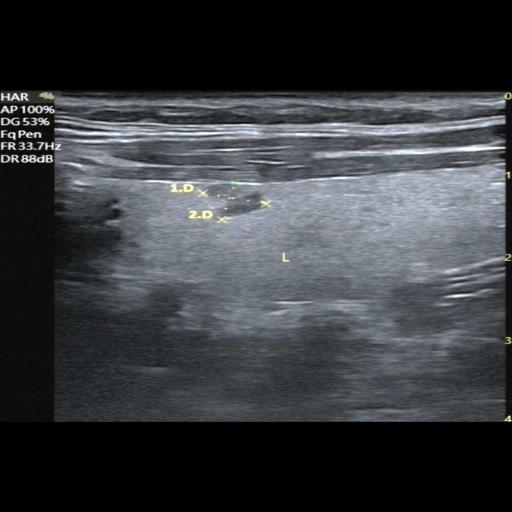 HAR
AP 100%
DG 53%
Fq Pen
FR 33.7Hz
DR 88dB
0
1
1.D
2.D
L
2
3
4